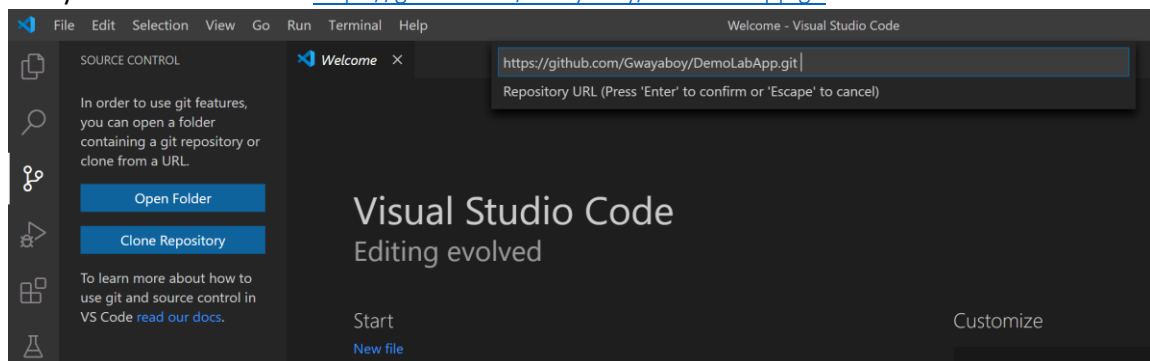 File Edit Selection View Go Run Terminal Help Welcome - Visual Studio Code
SOURCE CONTROL
Welcome
https://github.com/Gwayaboy/DemoLabApp.git
Repository URL (Press 'Enter' to confirm or 'Escape' to cancel)
In order to use git features,
you can open a folder
containing a git repository or
clone from a URL.
Open Folder
Clone Repository
To learn more about how to
use git and source control in
VS Code read our docs.
Visual Studio Code
Editing evolved
Start
New file
Customize